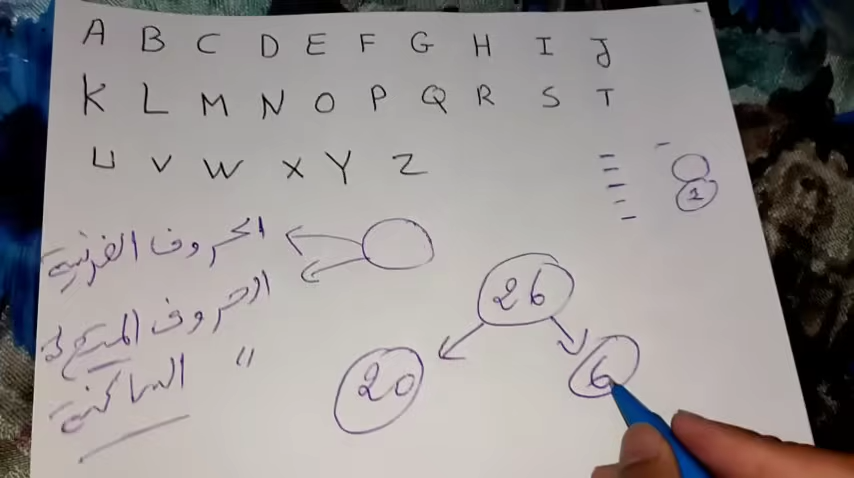 A B C D E F G H I J
K L M N O P Q R S T
U V W X Y Z
1
الحروف الفرنسية
الحروف المتحركة
" الساكنة
26
20 6